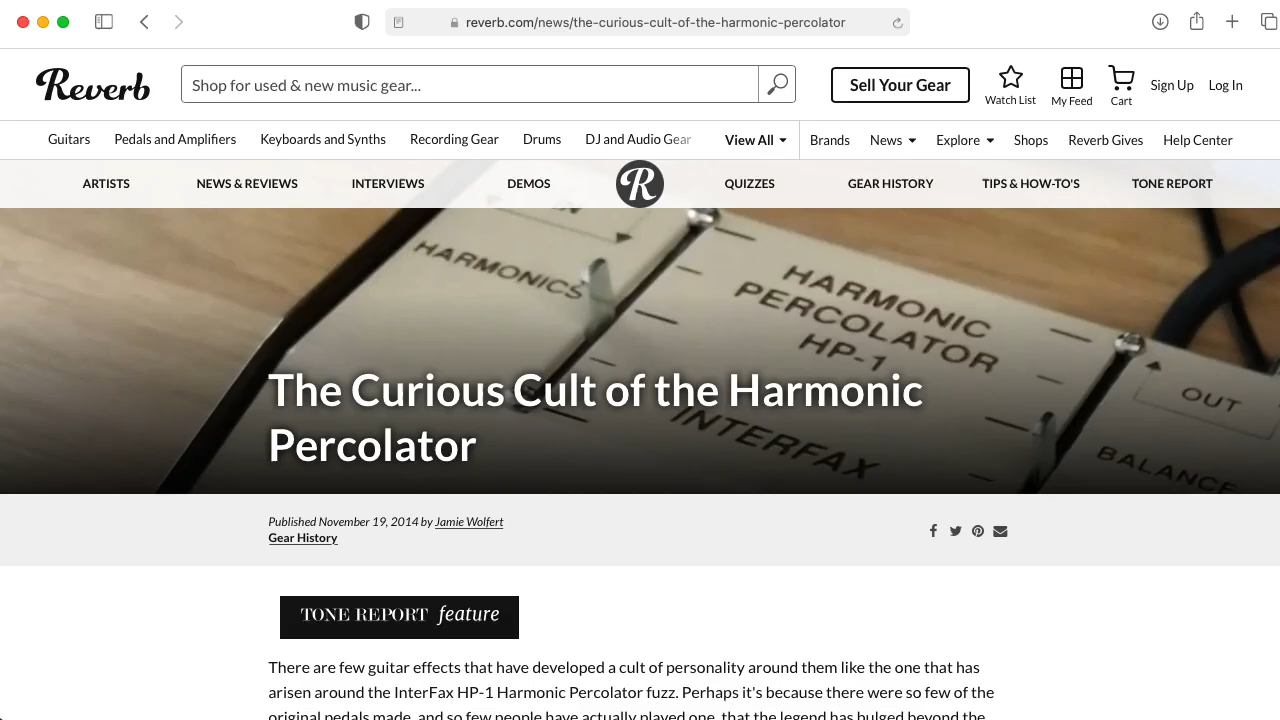 reverb.com/news/the-curious-cult-of-the-harmonic-percolator
Reverb
Shop for used & new music gear...
Sell Your Gear
Watch List
My Feed
Cart
Sign Up
Log In
Guitars
Pedals and Amplifiers
Keyboards and Synths
Recording Gear
Drums
DJ and Audio Gear
View All
Brands
News
Explore
Shops
Reverb Gives
Help Center
ARTISTS
NEWS & REVIEWS
INTERVIEWS
DEMOS
R
QUIZZES
GEAR HISTORY
TIPS & HOW-TO'S
TONE REPORT
IN
HARMONICS
HARMONIC
PERCOLATOR
HP-1
INTERFAX
OUT
BALANCE
The Curious Cult of the Harmonic
Percolator
Published November 19, 2014 by Jamie Wolfert
Gear History
TONE REPORT feature
There are few guitar effects that have developed a cult of personality around them like the one that has
arisen around the InterFax HP-1 Harmonic Percolator fuzz. Perhaps it's because there were so few of the
original pedals made, and so few people have actually played one, that the legend has bulged beyond the